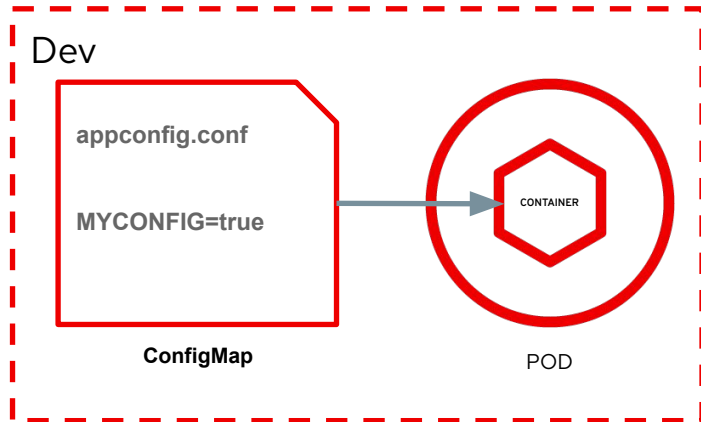 Dev
appconfig.conf
MYCONFIG=true
CONTAINER
ConfigMap
POD